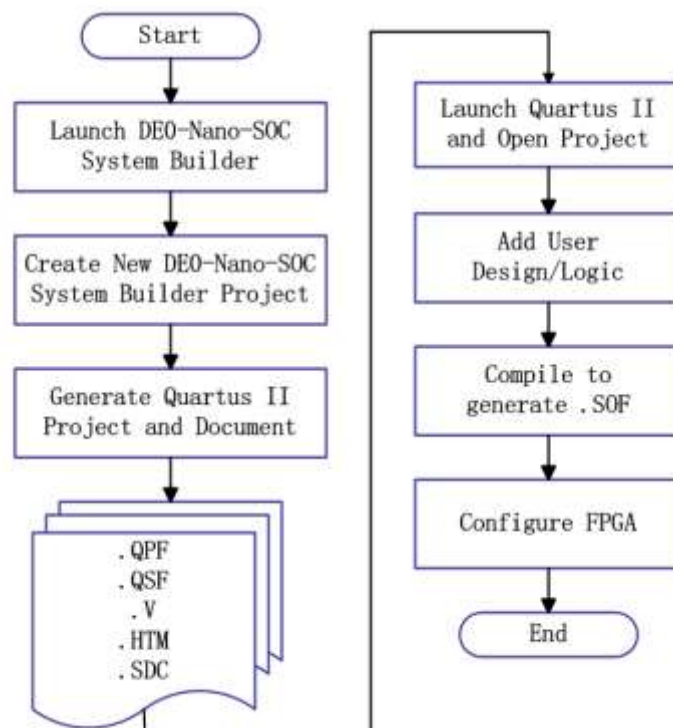 Start
Launch DE0-Nano-SOC
System Builder
Create New DE0-Nano-SOC
System Builder Project
Generate Quartus II
Project and Document
.QPF
.QSF
.V
.HTM
.SDC
Launch Quartus II
and Open Project
Add User
Design/Logic
Compile to
generate .SOF
Configure FPGA
End